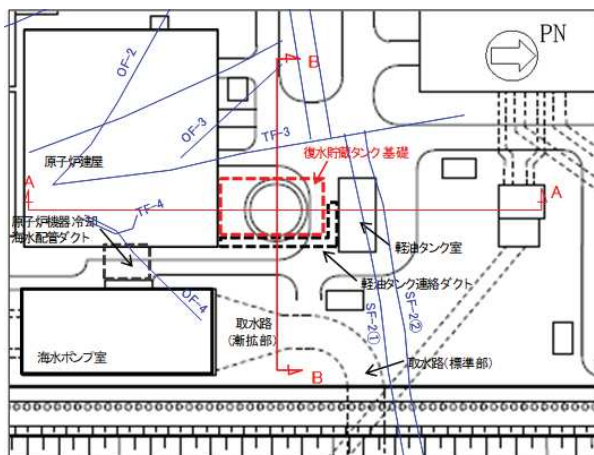 PN
B
OF-2
OF-3
TF-3
復水貯蔵タンク基礎
原子炉建屋
A
A
TF-4
原子炉機器冷却
海水配管ダクト
軽油タンク室
軽油タンク連絡ダクト
OF-4
SF-2①
SF-2②
取水路
(漸拡部)
海水ポンプ室
取水路(標準部)
B